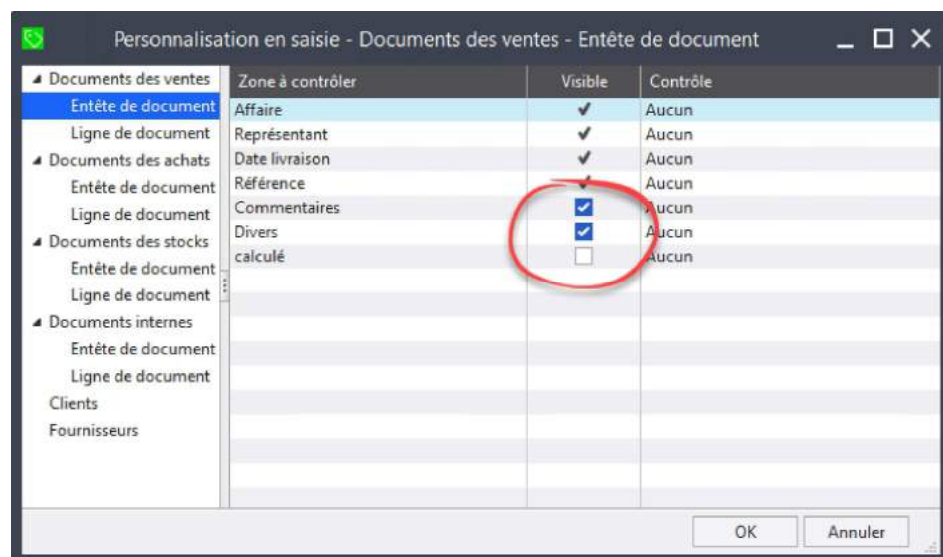 Personnalisation en saisie - Documents des ventes - Entête de document
Documents des ventes
Entête de document
Ligne de document
Documents des achats
Entête de document
Ligne de document
Documents des stocks
Entête de document
Ligne de document
Documents internes
Entête de document
Ligne de document
Clients
Fournisseurs
Zone à contrôler Visible Contrôle
Affaire Aucun
Représentant Aucun
Date livraison Aucun
Référence Aucun
Commentaires Aucun
Divers Aucun
calculé Aucun
OK Annuler